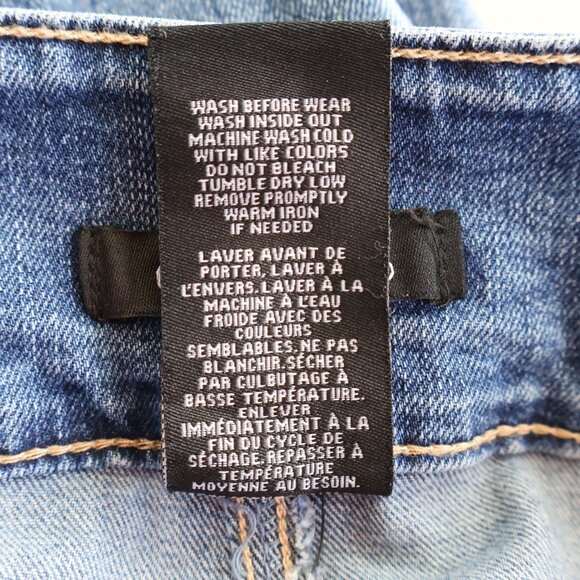 WASH BEFORE WEAR
WASH INSIDE OUT
MACHINE WASH COLD
WITH LIKE COLORS
DO NOT BLEACH
TUMBLE DRY LOW
REMOVE PROMPTLY
WARM IRON
IF NEEDED
LAVER AVANT DE
PORTER, LAVER À
L'ENVERS. LAVER À LA
MACHINE À L'EAU
FROIDE AVEC DES
COULEURS
SEMBLABLES, NE PAS
BLANCHIR. SÉCHER
PAR CULBUTAGE À
BASSE TEMPÉRATURE.
ENLEVER
IMMÉDIATEMENT À LA
FIN DU CYCLE DE
SÉCHAGE. REPASSER À
TEMPÉRATURE
MOYENNE AU BESOIN.